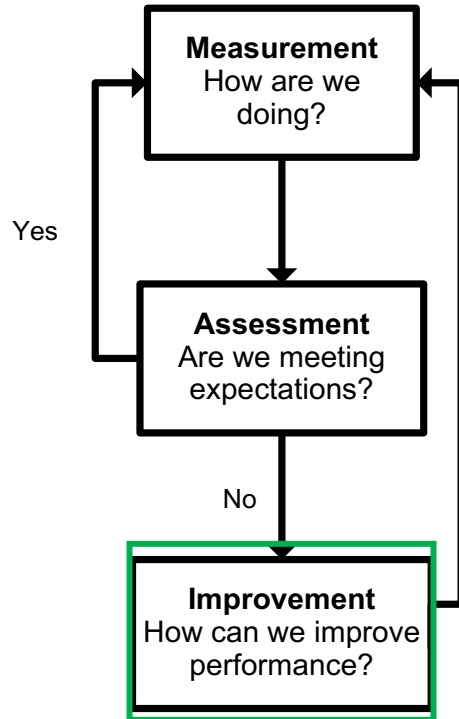 Measurement
How are we
doing?
Yes
Assessment
Are we meeting
expectations?
No
Improvement
How can we improve
performance?